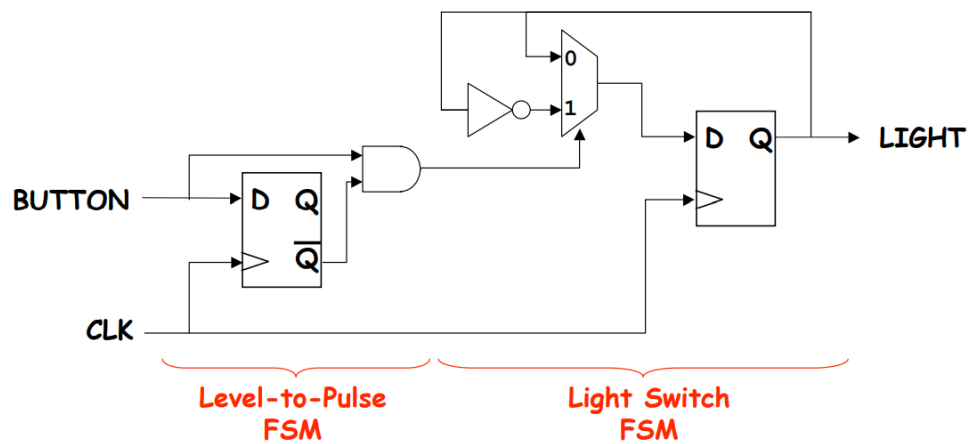 0
1
D Q
LIGHT
BUTTON
D Q
Q̅
CLK
Level-to-Pulse
FSM
Light Switch
FSM